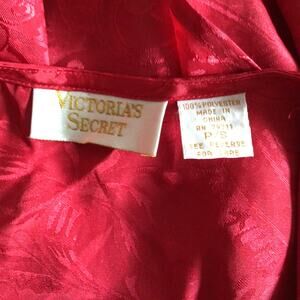 VICTORIA'S
SECRET
100% POLYESTER
MADE IN
CHINA
RN
P/S
SEE REVERSE
FOR CARE